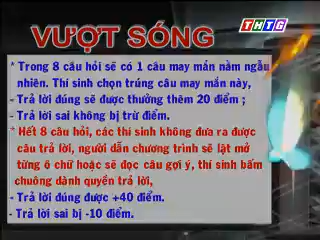 THTG
VƯỢT SÓNG
* Trong 8 câu hỏi sẽ có 1 câu may mắn nằm ngẫu
nhiên. Thí sinh chọn trúng câu may mắn này,
- Trả lời đúng sẽ được thưởng thêm 20 điểm ;
- Trả lời sai không bị trừ điểm.
* Hết 8 câu hỏi, các thí sinh không đưa ra được
câu trả lời, người dẫn chương trình sẽ lật mở
từng ô chữ hoặc sẽ đọc câu gợi ý, thí sinh bấm
chuông dành quyền trả lời,
- Trả lời đúng được +40 điểm.
- Trả lời sai bị -10 điểm.